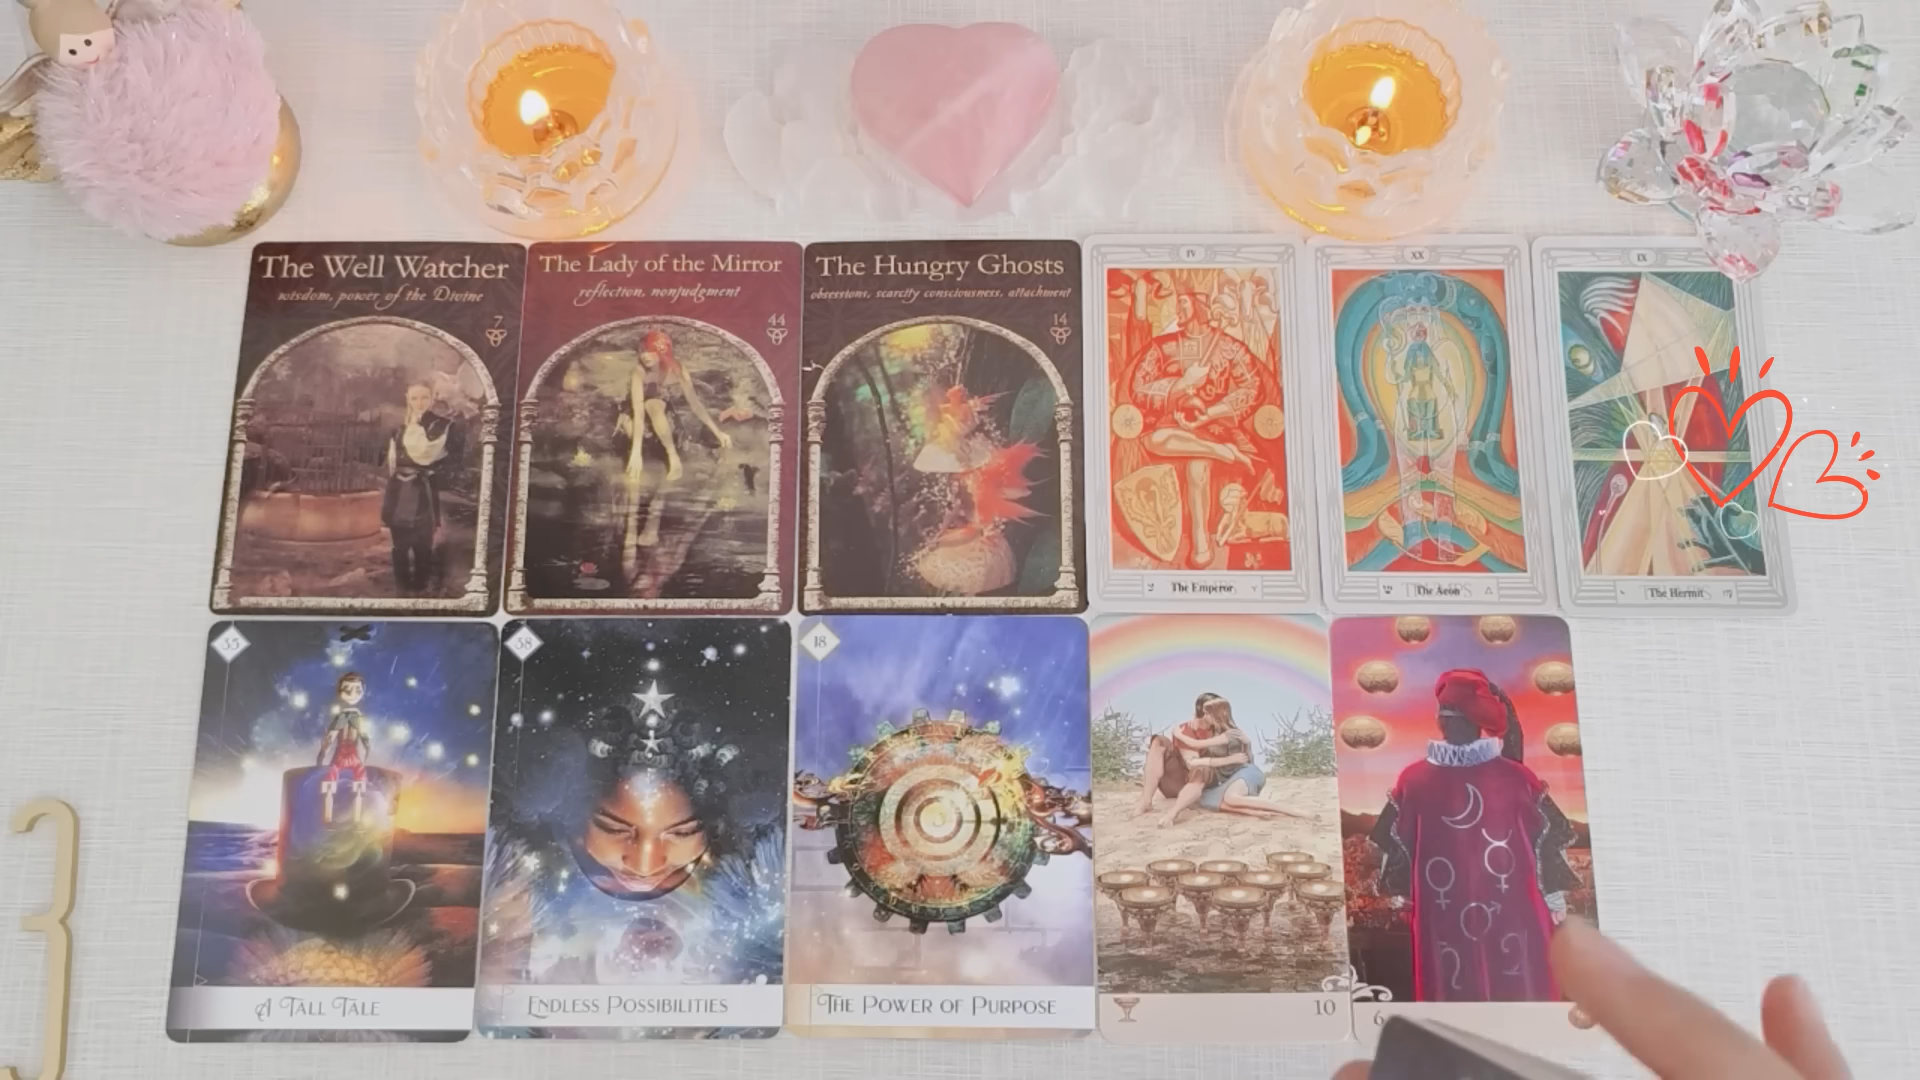 The Well Watcher
wisdom, power of the Divine
7
The Lady of the Mirror
reflection, nonjudgment
44
The Hungry Ghosts
obsessions, scarcity consciousness, attachment
14
IV
The Emperor
XX
The Aeon
IX
The Hermit
35
A TALL TALE
38
ENDLESS POSSIBILITIES
18
THE POWER OF PURPOSE
10
6
3